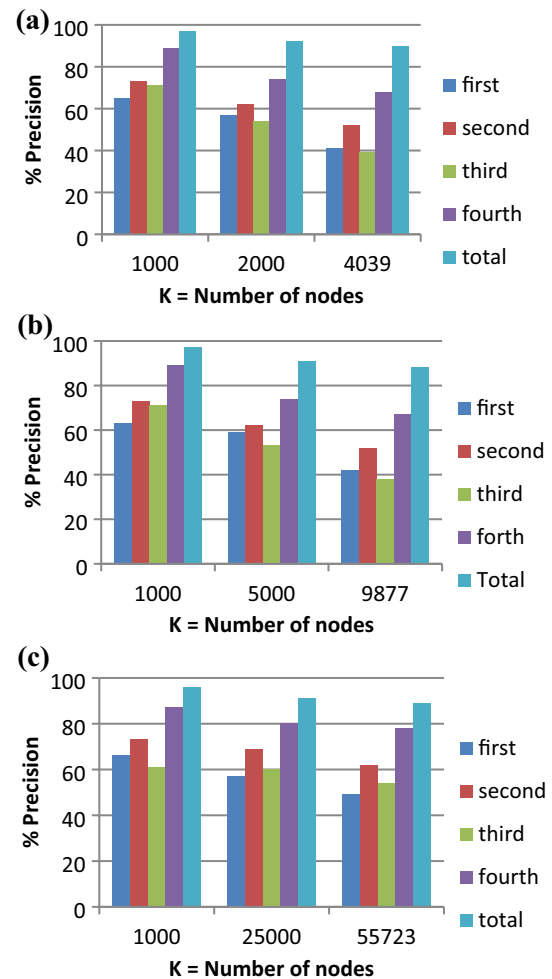 (a)
100
80
60
40
20
0
% Precision
1000 2000 4039
K = Number of nodes
first
second
third
fourth
total
(b)
100
80
60
40
20
0
% Precision
1000 5000 9877
K = Number of nodes
first
second
third
forth
Total
(c)
100
80
60
40
20
0
% Precision
1000 25000 55723
K = Number of nodes
first
second
third
fourth
total